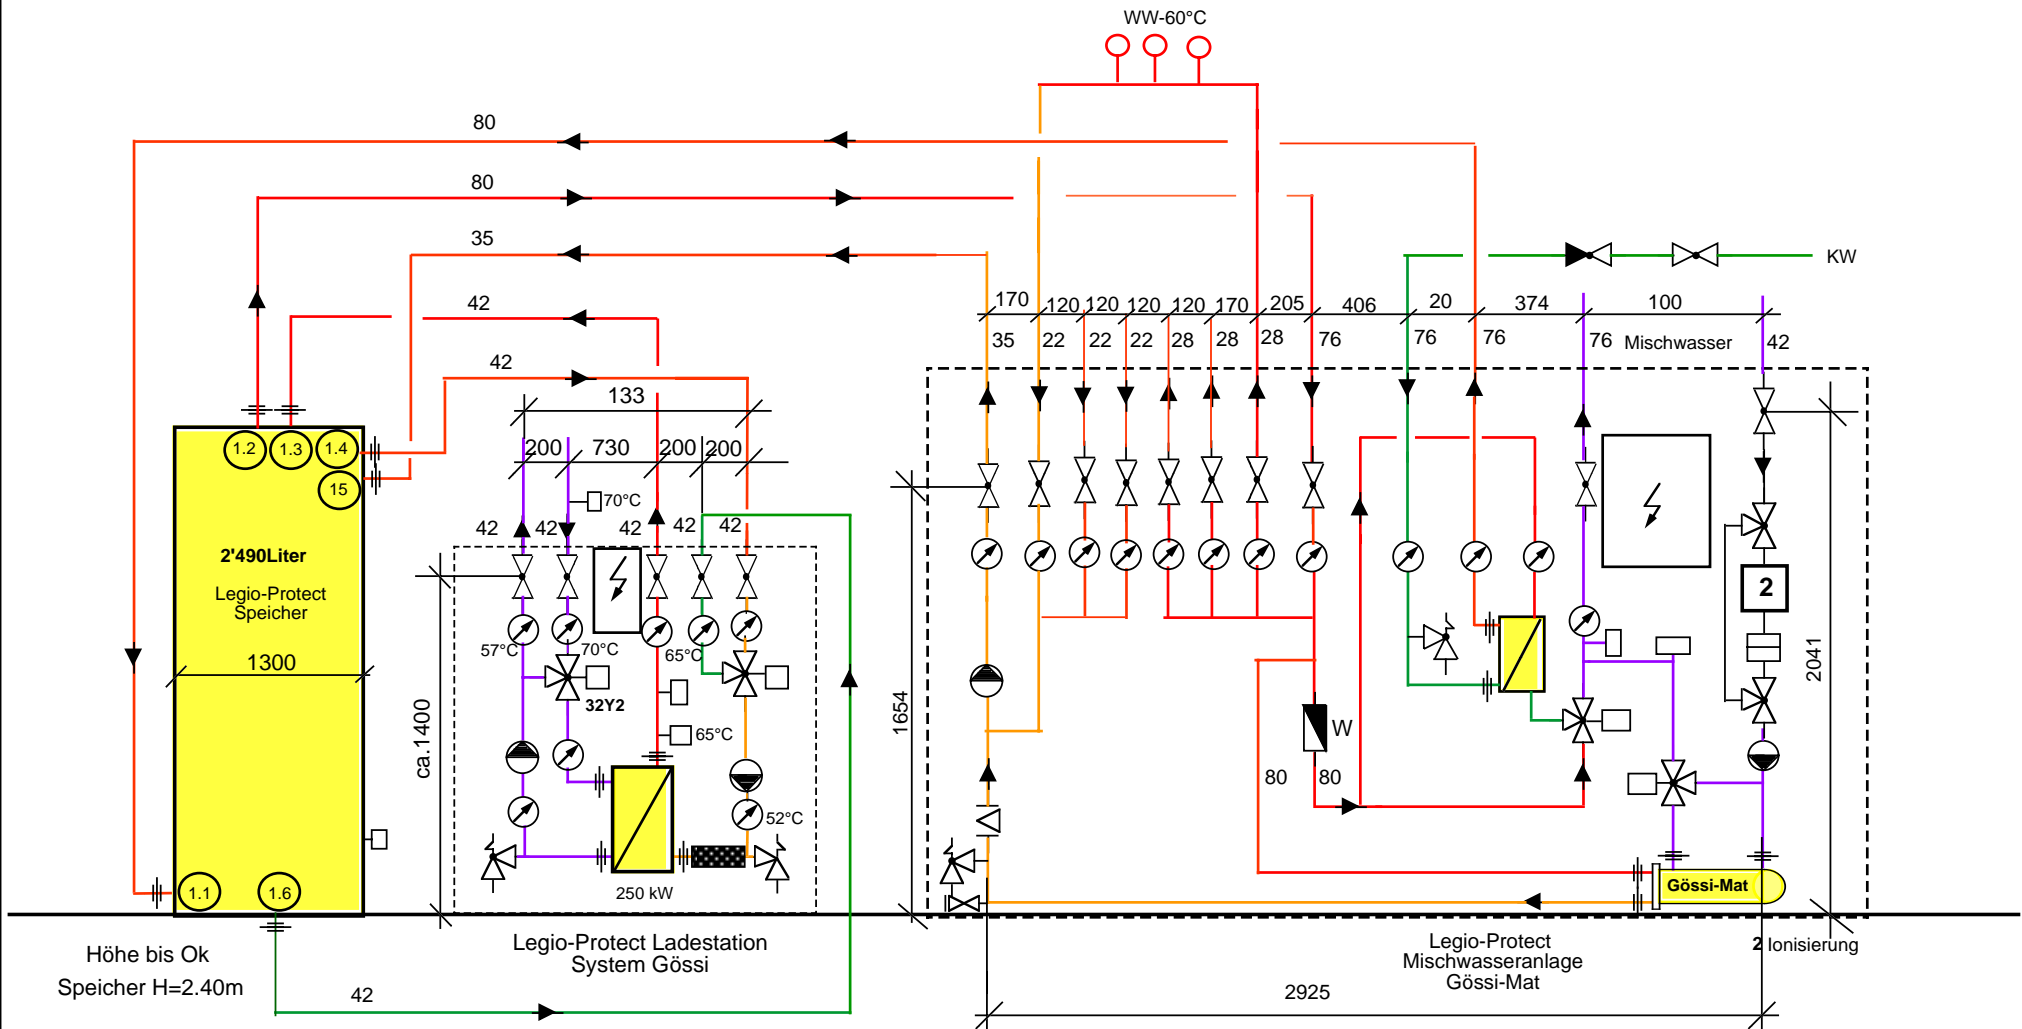 WW-60°C
80
80
35
KW
42
170
120
120
120
120
170
205
406
20
374
100
35
22
22
22
28
28
28
76
76
76
76
Mischwasser
42
42
133
200
730
200
200
70°C
42
42
42
42
42
1.2
1.3
1.4
15
2'490Liter
Legio-Protect
Speicher
1300
57°C
70°C
65°C
32Y2
65°C
52°C
ca.1400
250 kW
1.1
1.6
1654
W
80
80
2
2041
Gössi-Mat
Höhe bis Ok
Speicher H=2.40m
42
Legio-Protect Ladestation
System Gössi
Legio-Protect
Mischwasseranlage
Gössi-Mat
2 Ionisierung
2925